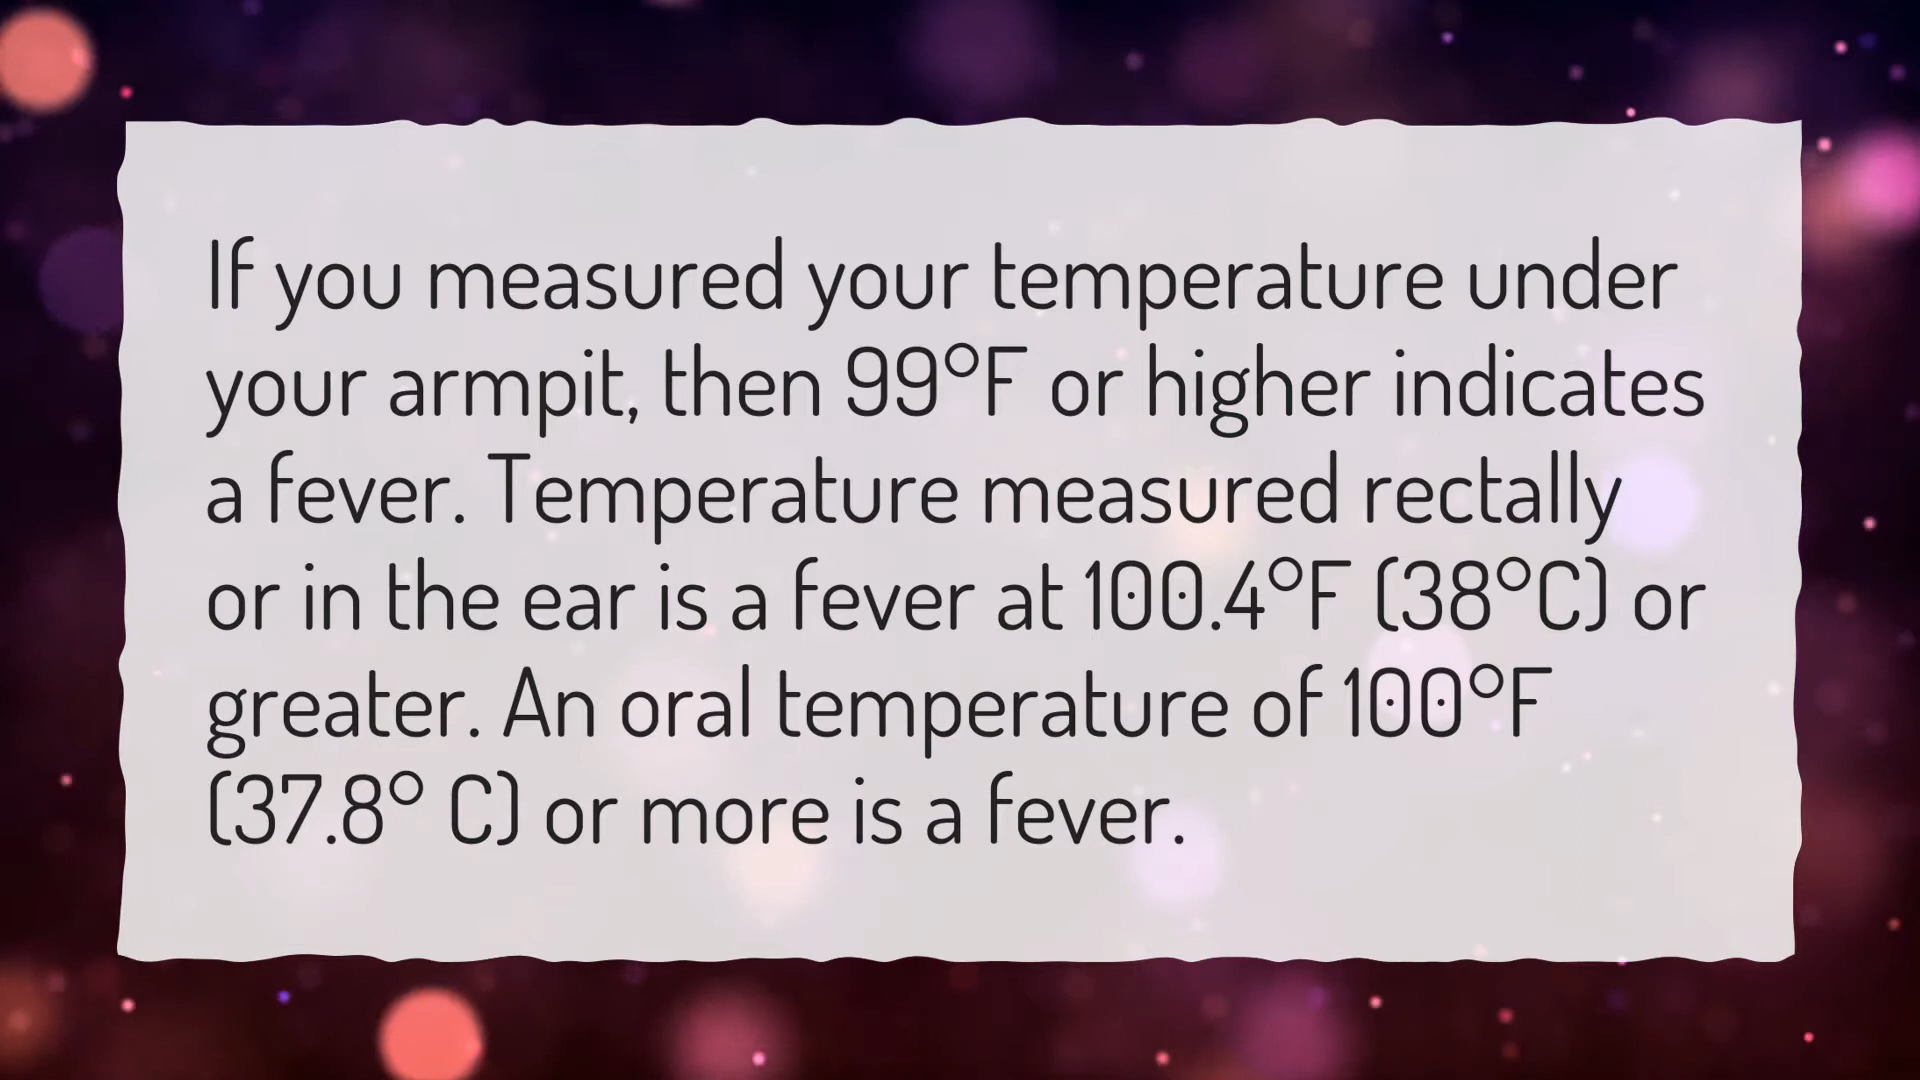 If you measured your temperature under
your armpit, then 99°F or higher indicates
a fever. Temperature measured rectally
or in the ear is a fever at 100.4°F (38°C) or
greater. An oral temperature of 100°F
(37.8° C) or more is a fever.